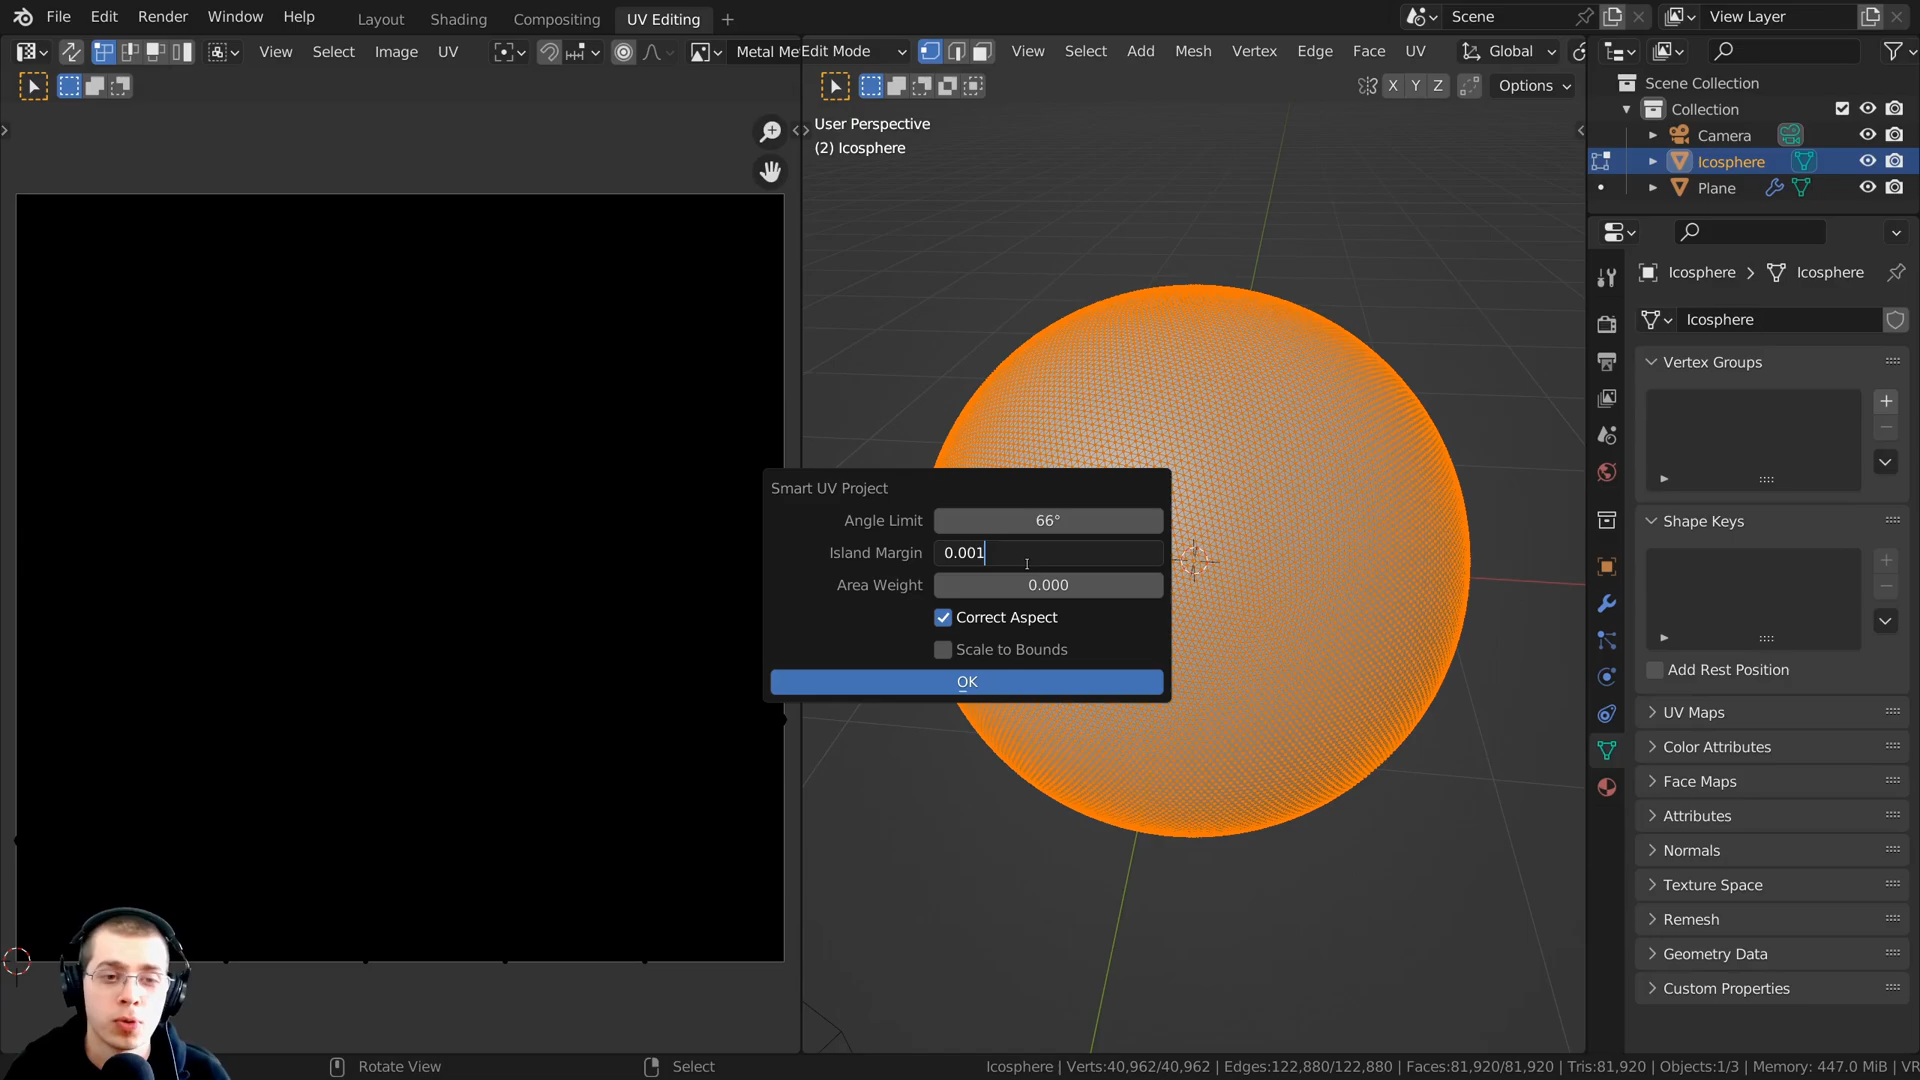 File Edit Render Window Help Layout Shading Compositing UV Editing + Scene View Layer
View Select Image UV Metal Me
Edit Mode View Select Add Mesh Vertex Edge Face UV Global
X Y Z Options
User Perspective
(2) Icosphere
Scene Collection
Collection
Camera
Icosphere
Plane
Icosphere > Icosphere
Icosphere
Vertex Groups
Shape Keys
Add Rest Position
UV Maps
Color Attributes
Face Maps
Attributes
Normals
Texture Space
Remesh
Geometry Data
Custom Properties
Smart UV Project
Angle Limit 66°
Island Margin 0.001
Area Weight 0.000
Correct Aspect
Scale to Bounds
OK
Rotate View Select Icosphere | Verts:40,962/40,962 | Edges:122,880/122,880 | Faces:81,920/81,920 | Tris:81,920 | Objects:1/3 | Memory: 447.0 MiB | VR